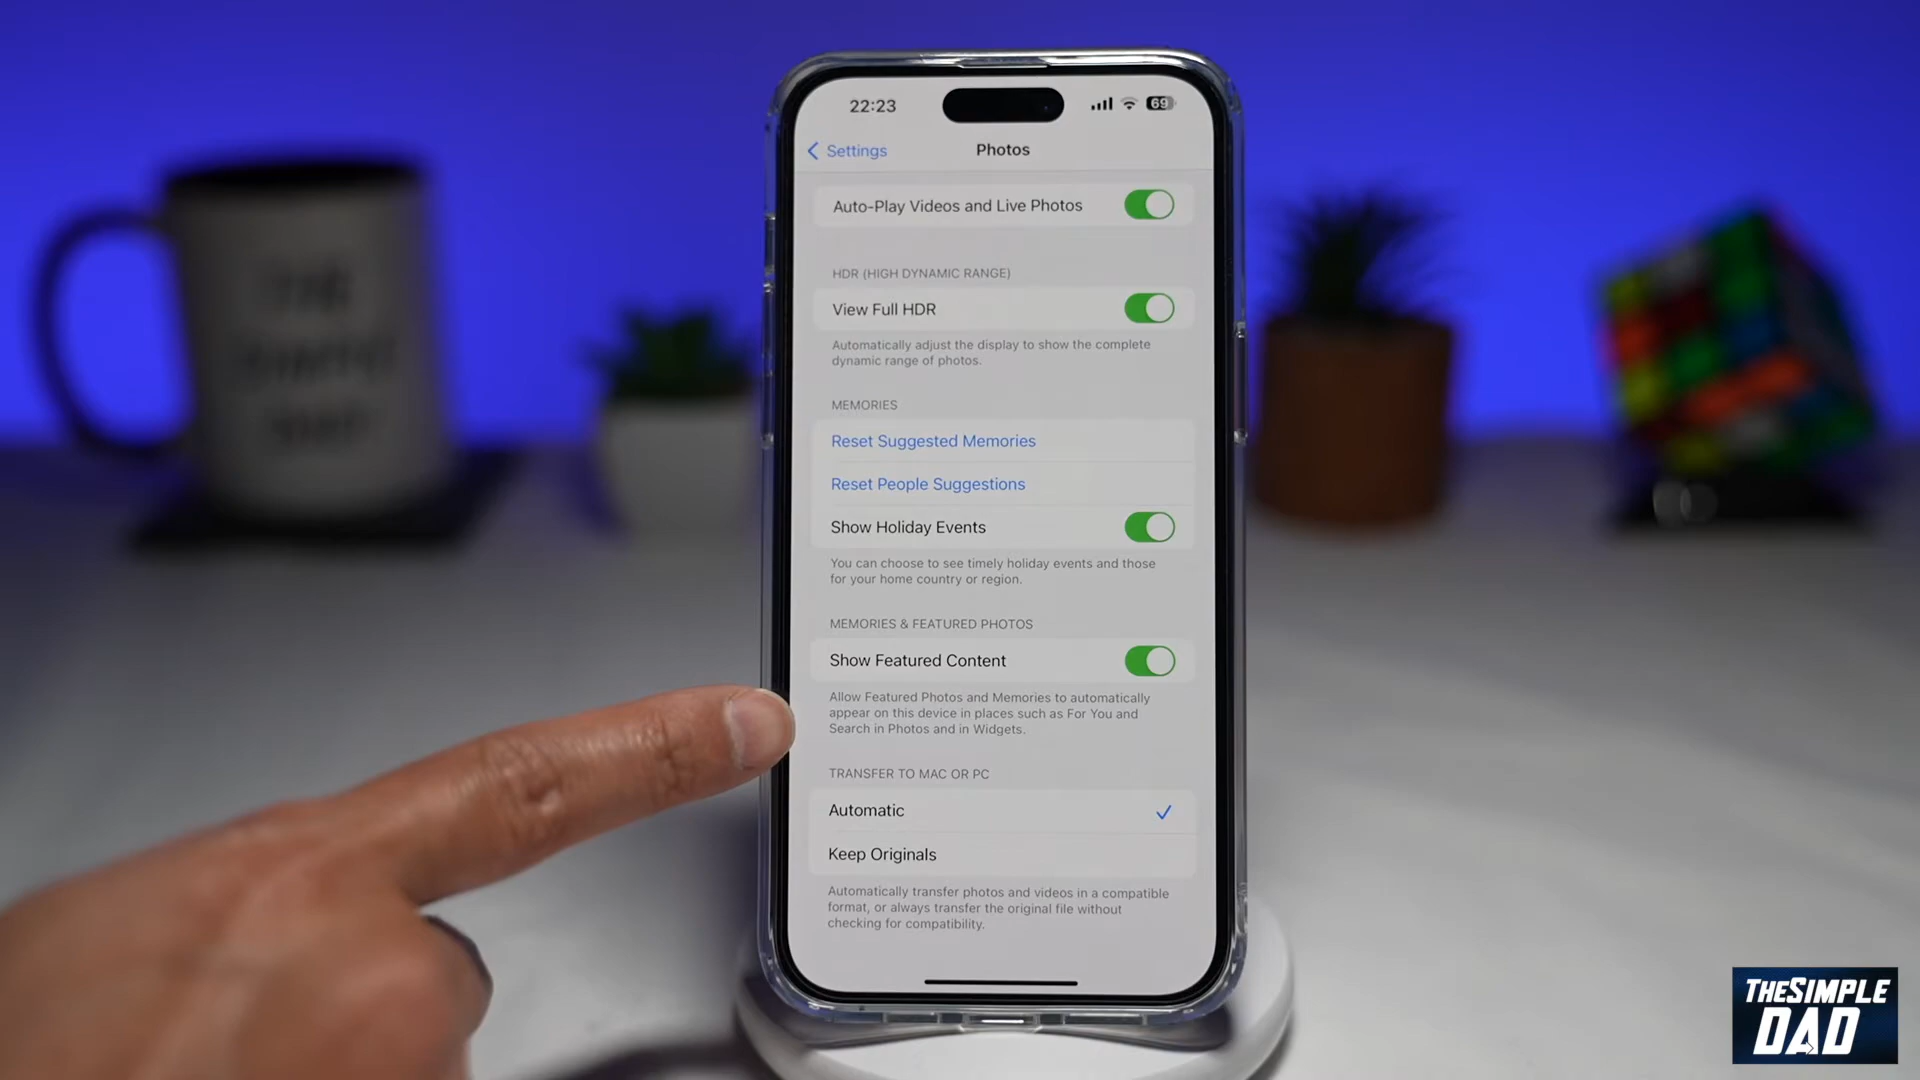 22:23
69
Settings
Photos
Auto-Play Videos and Live Photos
HDR (HIGH DYNAMIC RANGE)
View Full HDR
Automatically adjust the display to show the complete
dynamic range of photos.
MEMORIES
Reset Suggested Memories
Reset People Suggestions
Show Holiday Events
You can choose to see timely holiday events and those
for your home country or region.
MEMORIES & FEATURED PHOTOS
Show Featured Content
Allow Featured Photos and Memories to automatically
appear on this device in places such as For You and
Search in Photos and in Widgets.
TRANSFER TO MAC OR PC
Automatic
Keep Originals
Automatically transfer photos and videos in a compatible
format, or always transfer the original file without
checking for compatibility.
THE SIMPLE
DAD